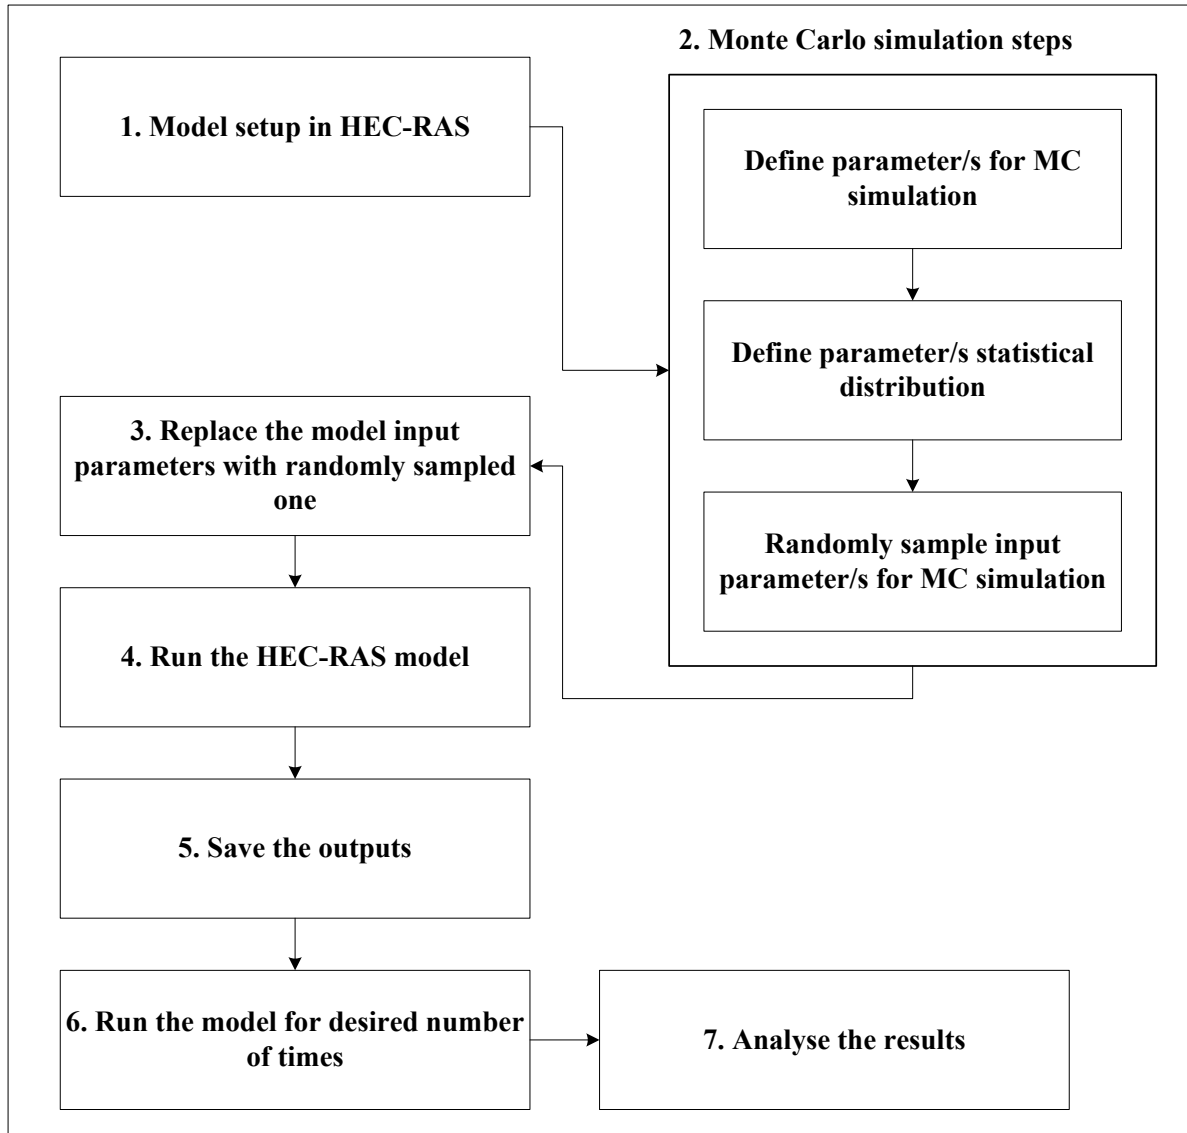 1. Model setup in HEC-RAS
2. Monte Carlo simulation steps
Define parameter/s for MC
simulation
Define parameter/s statistical
distribution
Randomly sample input
parameter/s for MC simulation
3. Replace the model input
parameters with randomly sampled
one
4. Run the HEC-RAS model
5. Save the outputs
6. Run the model for desired number
of times
7. Analyse the results